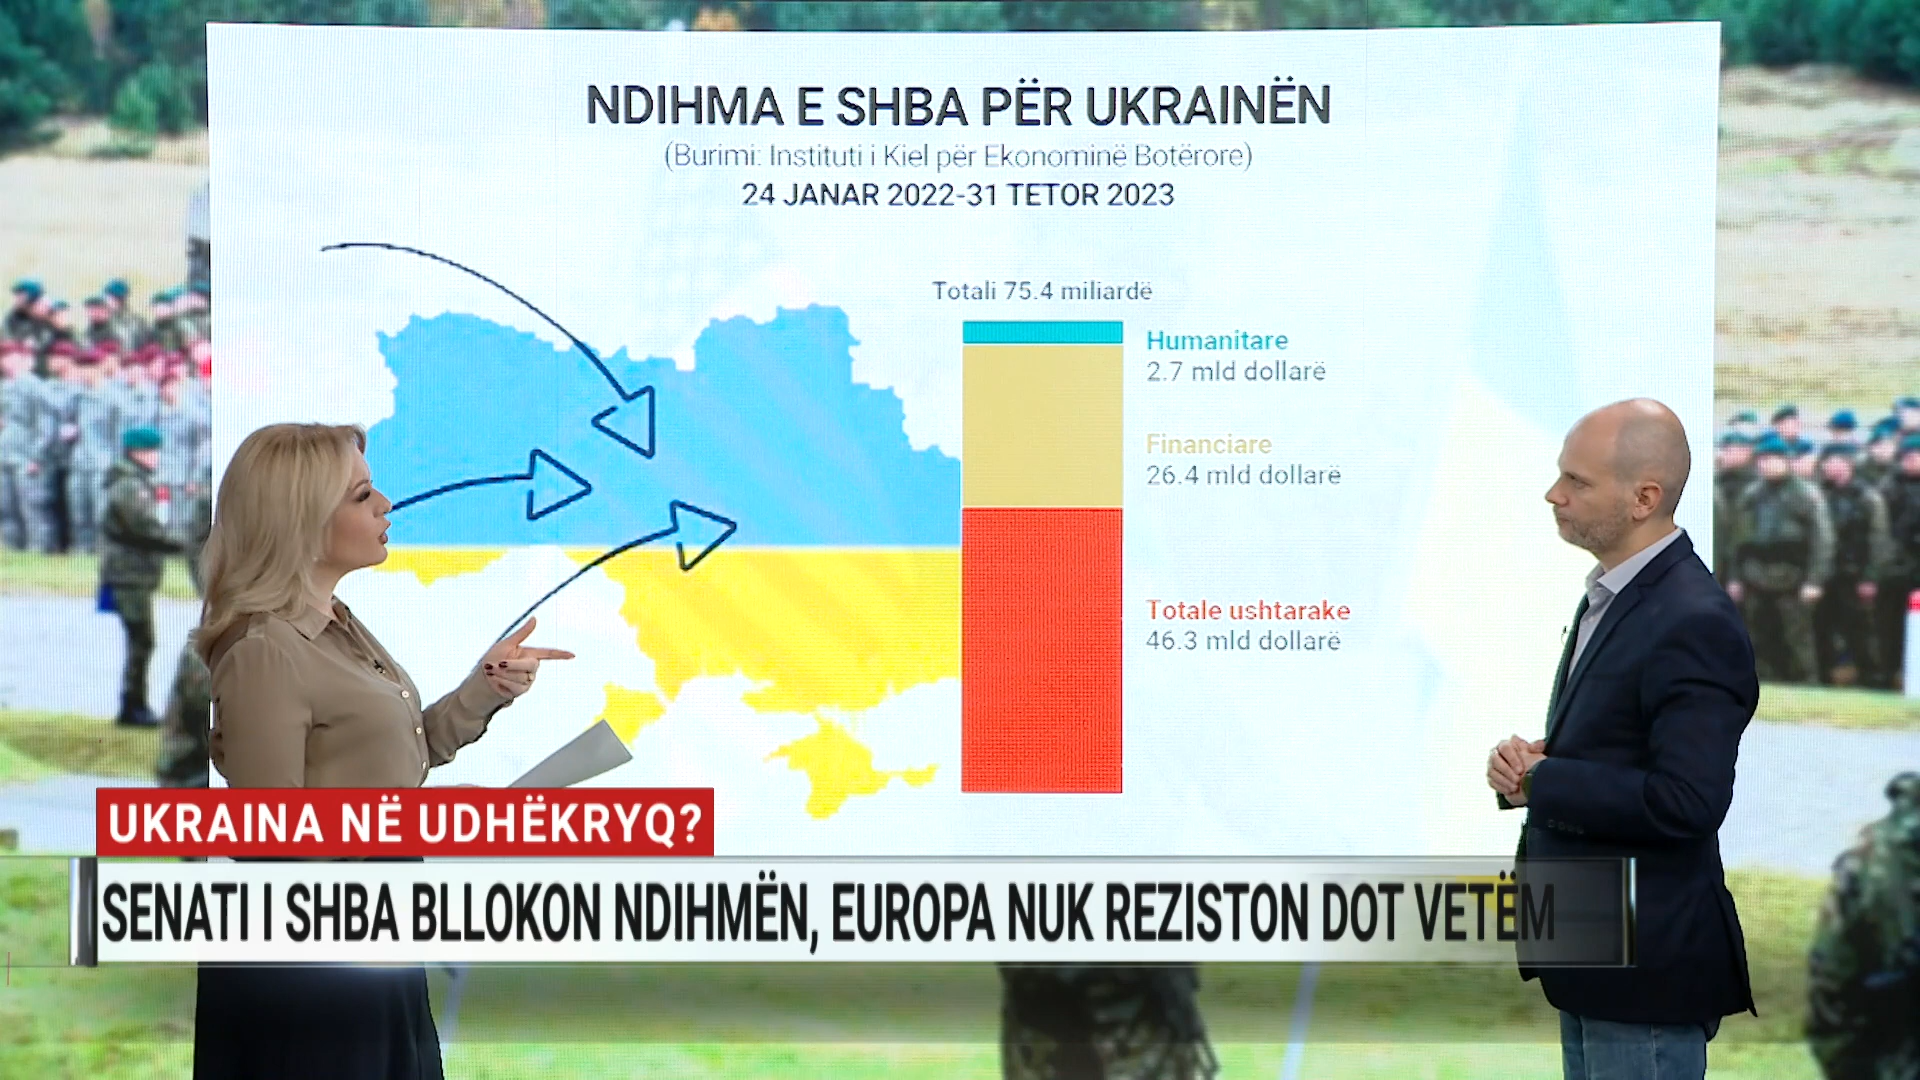 NDIHMA E SHBA PËR UKRAINËN
(Burimi: Instituti i Kiel për Ekonominë Botërore)
24 JANAR 2022-31 TETOR 2023
Totali 75.4 miliardë
Humanitare
2.7 mld dollarë
Financiare
26.4 mld dollarë
Totale ushtarake
46.3 mld dollarë
UKRAINA NË UDHËKRYQ?
SENATI I SHBA BLLOKON NDIHMËN, EUROPA NUK REZISTON DOT VETËM